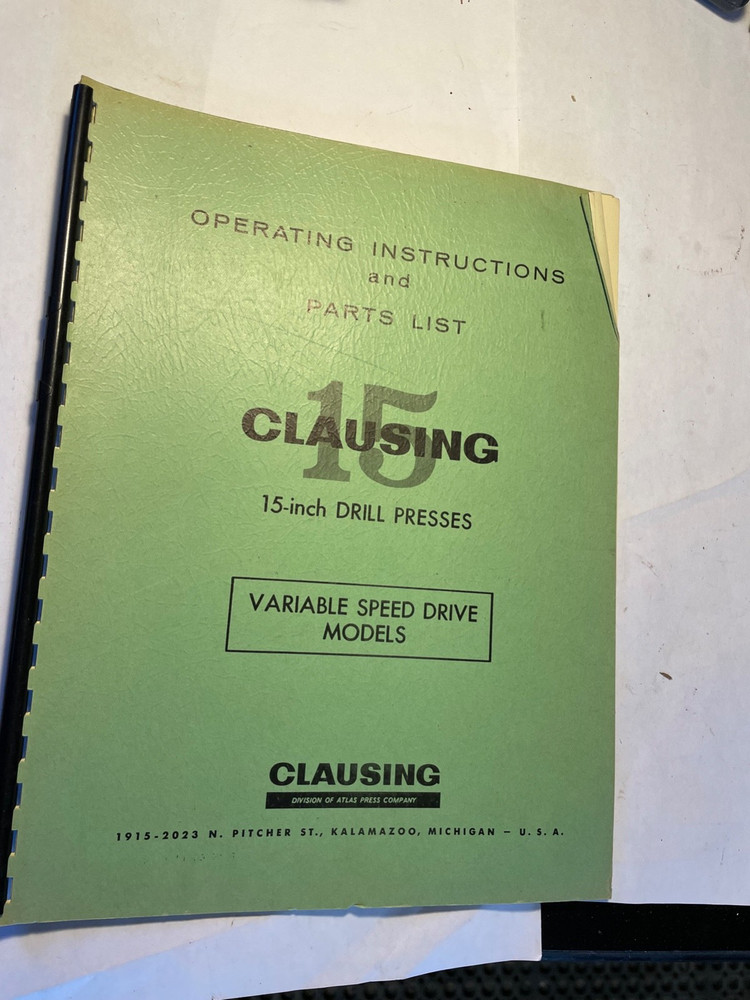 OPERATING INSTRUCTIONS
and
PARTS LIST
15
CLAUSING
15-inch DRILL PRESSES
VARIABLE SPEED DRIVE
MODELS
CLAUSING
DIVISION OF ATLAS PRESS COMPANY
1915-2023 N. PITCHER ST., KALAMAZOO, MICHIGAN — U. S. A.